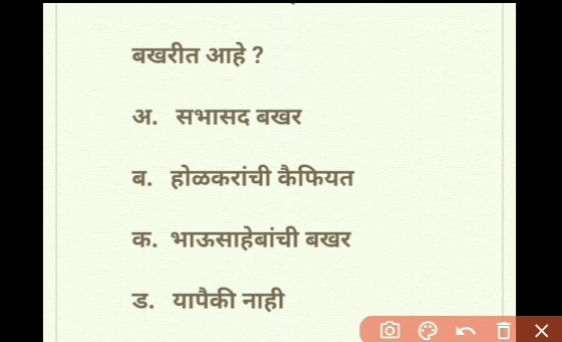 बखरीत आहे ?
अ. सभासद बखर
ब. होळकरांची कैफियत
क. भाऊसाहेबांची बखर
ड. यापैकी नाही